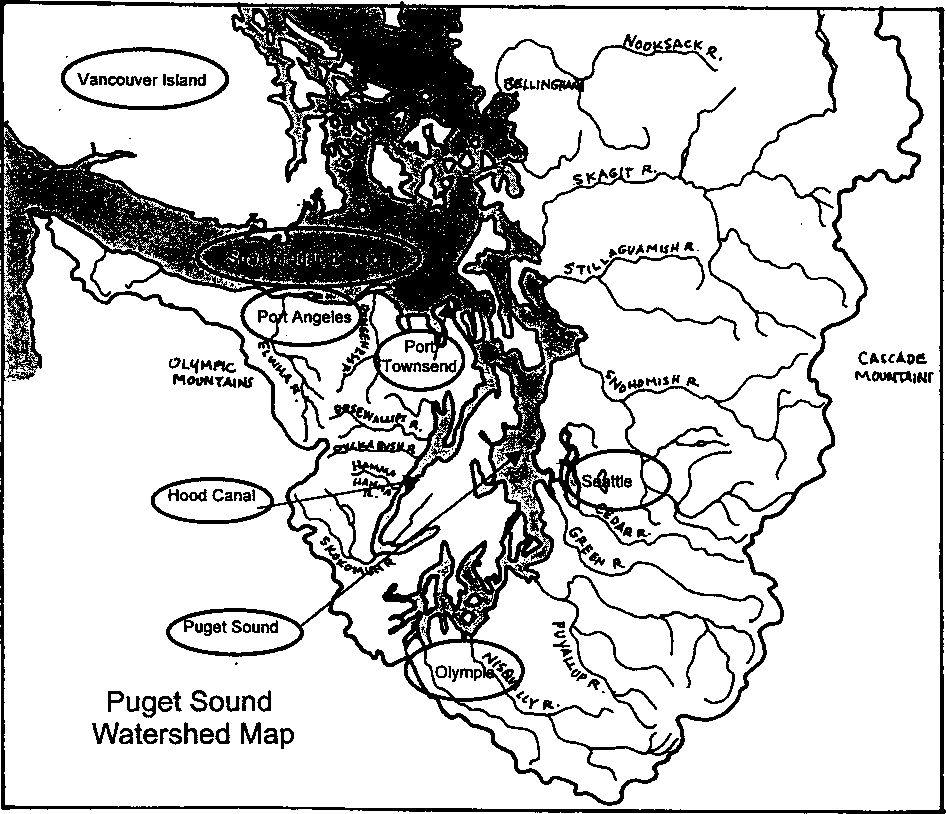 NOOKSACK R.
Vancouver Island
BELLINGHAM
SKAGIT R.
STILLAGUAMISH R.
Port Angeles
Port
Townsend
OLYMPIC
MOUNTAINS
ELWHA R.
CASCADE
MOUNTAINS
SNOHOMISH R.
DOSEWALLIPS R.
HAMMA
HAMMA
R.
Seattle
Hood Canal
CEDAR R.
GREEN R.
SKOKOMISH R.
Puget Sound
PUYALLUP R.
Olympia
NISQUALLY R.
Puget Sound
Watershed Map